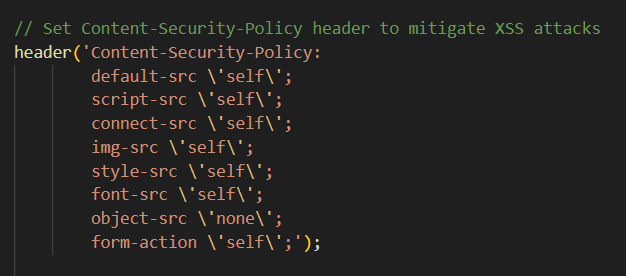 // Set Content-Security-Policy header to mitigate XSS attacks
header('Content-Security-Policy:
default-src \'self\';
script-src \'self\';
connect-src \'self\';
img-src \'self\';
style-src \'self\';
font-src \'self\';
object-src \'none\';
form-action \'self\';');